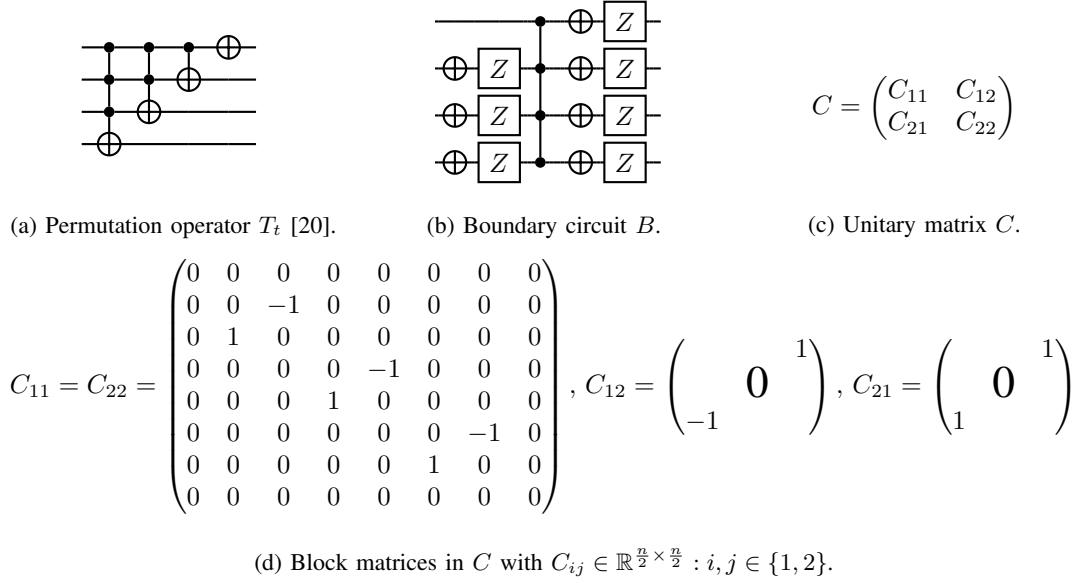 Z
Z Z
Z Z
Z Z
C = ( C₁₁ C₁₂
C₂₁ C₂₂ )
(a) Permutation operator Tₜ [20].
(b) Boundary circuit B.
(c) Unitary matrix C.
C₁₁ = C₂₂ = ( 0 0 0 0 0 0 0 0
0 0 −1 0 0 0 0 0
0 1 0 0 0 0 0 0
0 0 0 0 −1 0 0 0
0 0 0 1 0 0 0 0
0 0 0 0 0 0 −1 0
0 0 0 0 0 1 0 0
0 0 0 0 0 0 0 0 )
, C₁₂ = ( 1
0
−1 )
, C₂₁ = ( 1
0
1 )
(d) Block matrices in C with Cᵢⱼ ∈ ℝ^{n/2 × n/2} : i, j ∈ {1, 2}.